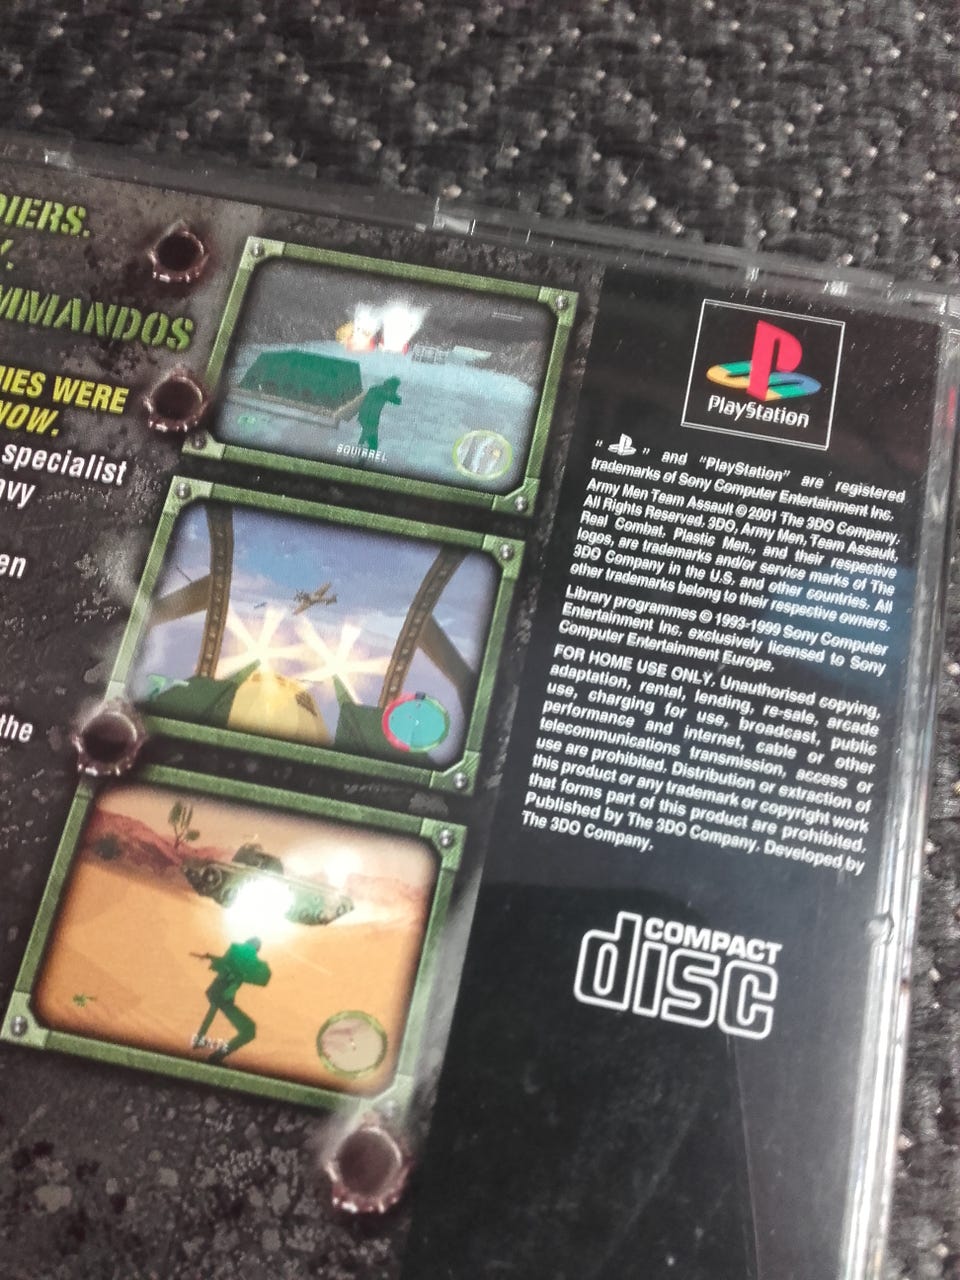 DIERS.
Y.
MMANDOS
MIES WERE
NOW.
specialist
avy
en
the
SQUIRREL
PlayStation
" " and "PlayStation" are registered
trademarks of Sony Computer Entertainment Inc.
Army Men Team Assault © 2001 The 3DO Company.
All Rights Reserved. 3DO, Army Men, Team Assault,
Real Combat. Plastic Men., and their respective
logos, are trademarks and/or service marks of The
3DO Company in the U.S. and other countries. All
other trademarks belong to their respective owners.
Library programmes © 1993-1999 Sony Computer
Entertainment Inc. exclusively licensed to Sony
Computer Entertainment Europe.
FOR HOME USE ONLY. Unauthorised copying,
adaptation, rental, lending, re-sale, arcade
use, charging for use, broadcast, public
performance and internet, cable or other
telecommunications transmission, access or
use are prohibited. Distribution or extraction of
this product or any trademark or copyright work
that forms part of this product are prohibited.
Published by The 3DO Company. Developed by
The 3DO Company.
COMPACT
disc